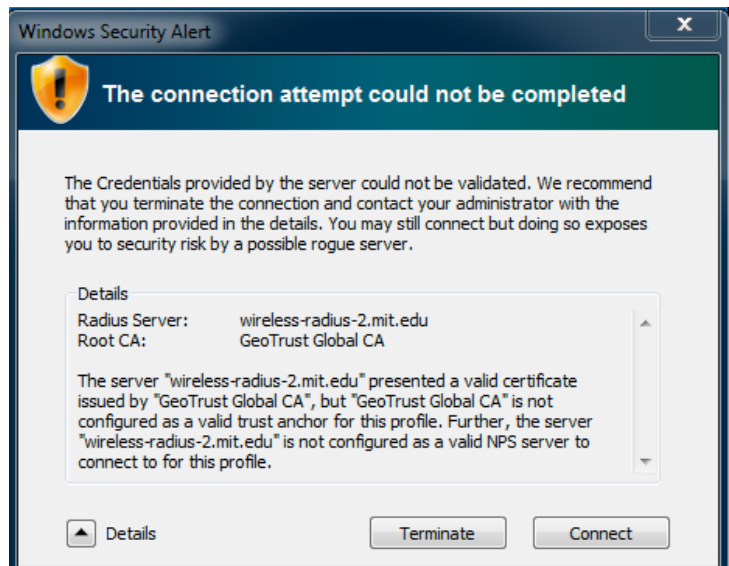 Windows Security Alert
X
The connection attempt could not be completed
The Credentials provided by the server could not be validated. We recommend
that you terminate the connection and contact your administrator with the
information provided in the details. You may still connect but doing so exposes
you to security risk by a possible rogue server.
Details
Radius Server: wireless-radius-2.mit.edu
Root CA: GeoTrust Global CA
The server "wireless-radius-2.mit.edu" presented a valid certificate
issued by "GeoTrust Global CA", but "GeoTrust Global CA" is not
configured as a valid trust anchor for this profile. Further, the server
"wireless-radius-2.mit.edu" is not configured as a valid NPS server to
connect to for this profile.
Details Terminate Connect